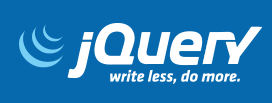 jQuery
write less, do more.